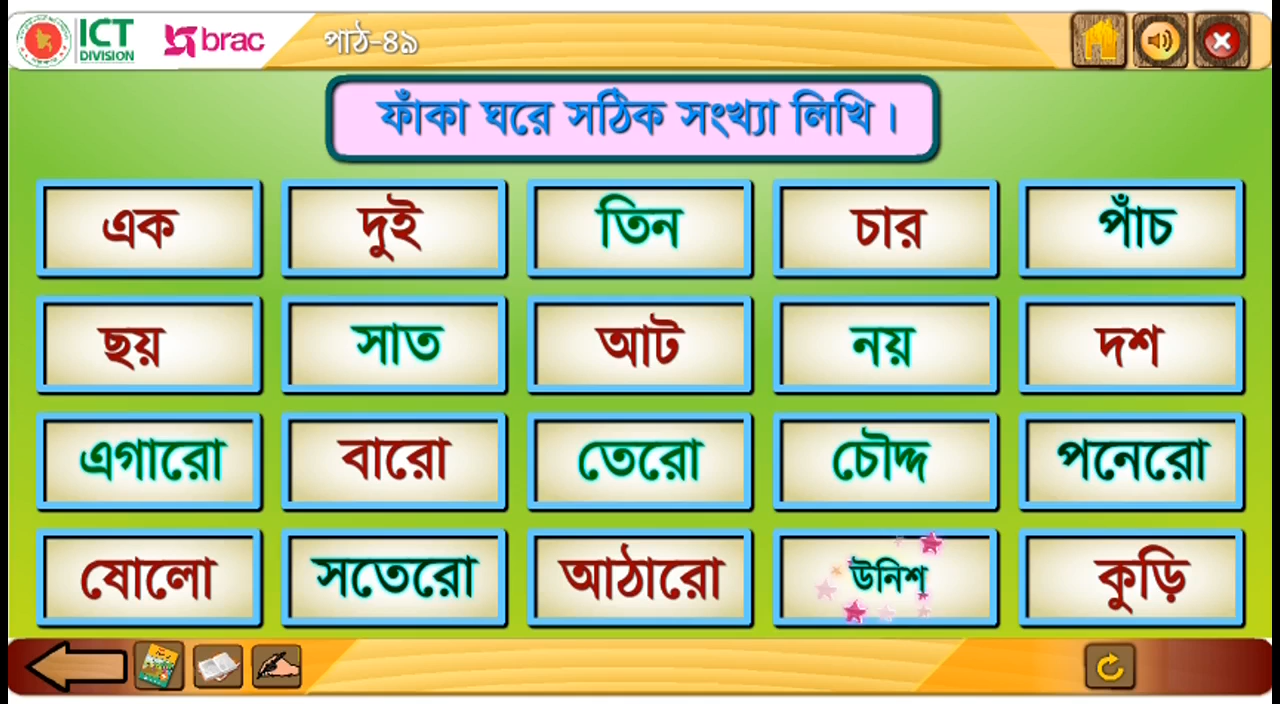 ICT
DIVISION
brac
পাঠ-৪৯
ফাঁকা ঘরে সঠিক সংখ্যা লিখি।
এক দুই তিন চার পাঁচ
ছয় সাত আট নয় দশ
এগারো বারো তেরো চৌদ্দ পনেরো
ষোলো সতেরো আঠারো উনিশ কুড়ি